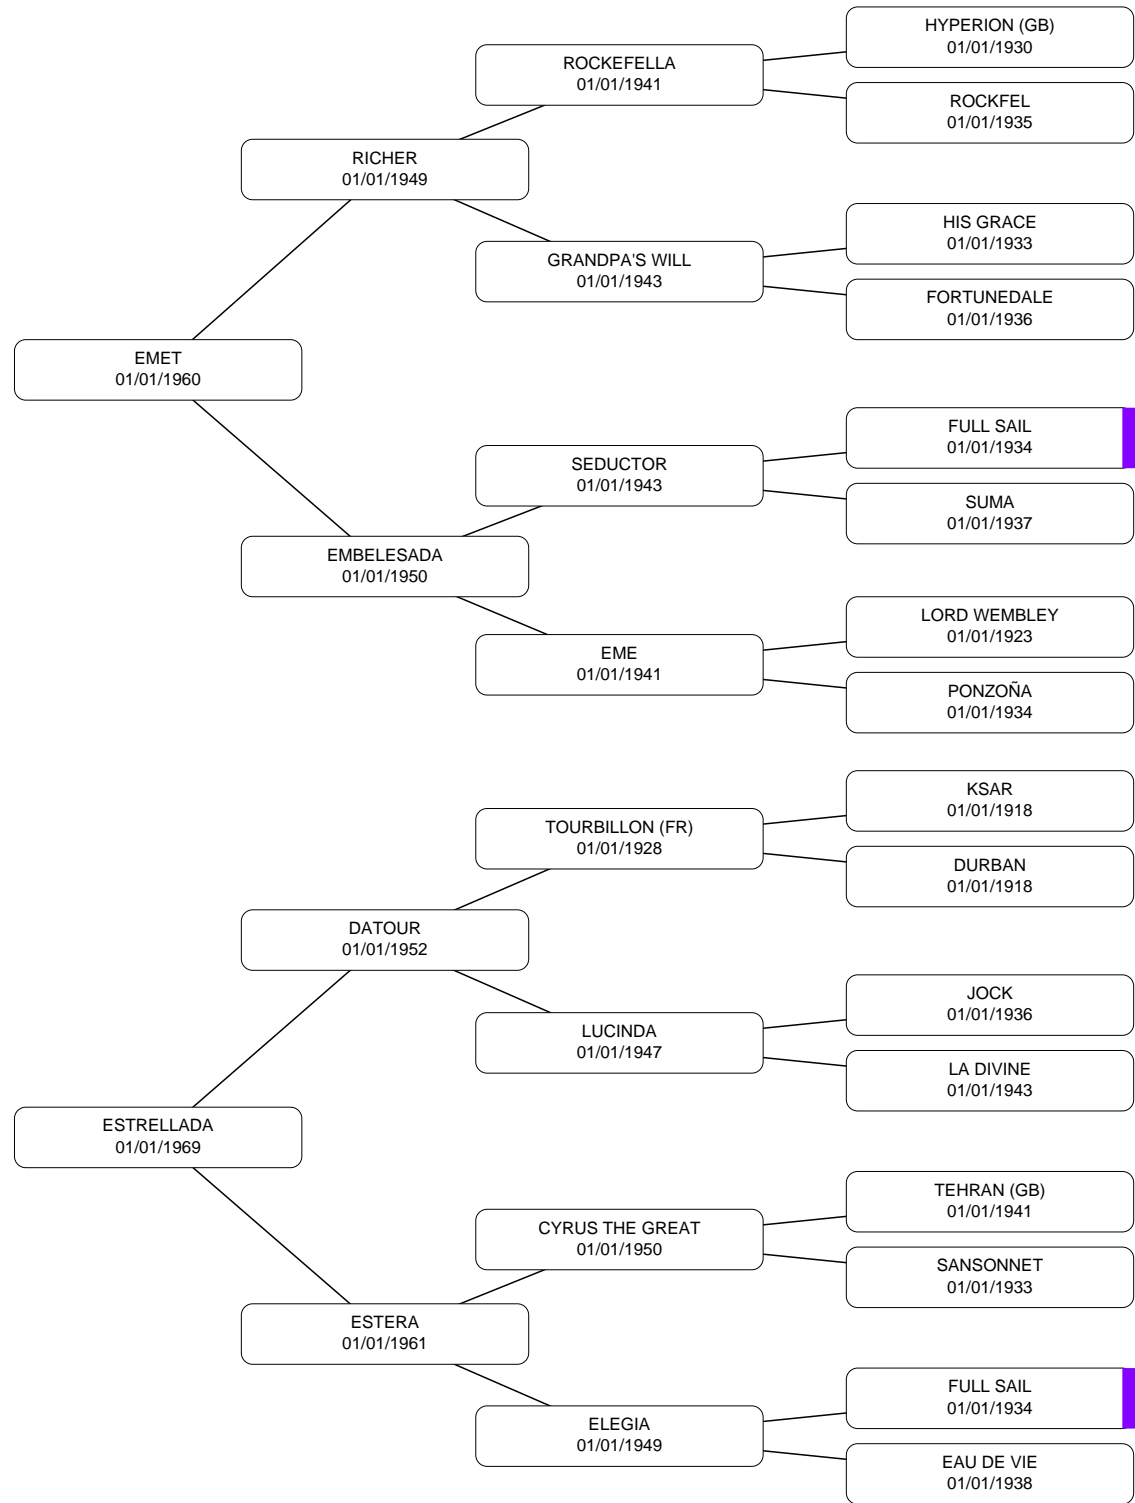 HYPERION (GB)
01/01/1930
ROCKEFELLA
01/01/1941
ROCKFEL
01/01/1935
RICHER
01/01/1949
HIS GRACE
01/01/1933
GRANDPA'S WILL
01/01/1943
FORTUNEDALE
01/01/1936
EMET
01/01/1960
FULL SAIL
01/01/1934
SEDUCTOR
01/01/1943
SUMA
01/01/1937
EMBELESADA
01/01/1950
LORD WEMBLEY
01/01/1923
EME
01/01/1941
PONZOÑA
01/01/1934
KSAR
01/01/1918
TOURBILLON (FR)
01/01/1928
DURBAN
01/01/1918
DATOUR
01/01/1952
JOCK
01/01/1936
LUCINDA
01/01/1947
LA DIVINE
01/01/1943
ESTRELLADA
01/01/1969
TEHRAN (GB)
01/01/1941
CYRUS THE GREAT
01/01/1950
SANSONNET
01/01/1933
ESTERA
01/01/1961
FULL SAIL
01/01/1934
ELEGIA
01/01/1949
EAU DE VIE
01/01/1938